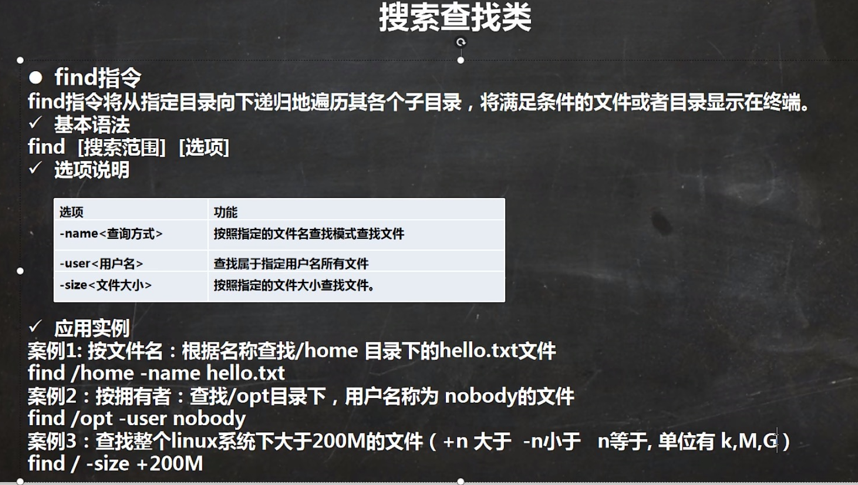 搜索查找类
● find指令
find指令将从指定目录向下递归地遍历其各个子目录，将满足条件的文件或者目录显示在终端。
✓ 基本语法
find [搜索范围] [选项]
✓ 选项说明
选项 功能
-name<查询方式> 按照指定的文件名查找模式查找文件
-user<用户名> 查找属于指定用户名所有文件
-size<文件大小> 按照指定的文件大小查找文件。
✓ 应用实例
案例1: 按文件名：根据名称查找/home 目录下的hello.txt文件
find /home -name hello.txt
案例2：按拥有者：查找/opt目录下，用户名称为 nobody的文件
find /opt -user nobody
案例3：查找整个linux系统下大于200M的文件（+n 大于 -n小于 n等于, 单位有 k,M,G）
find / -size +200M